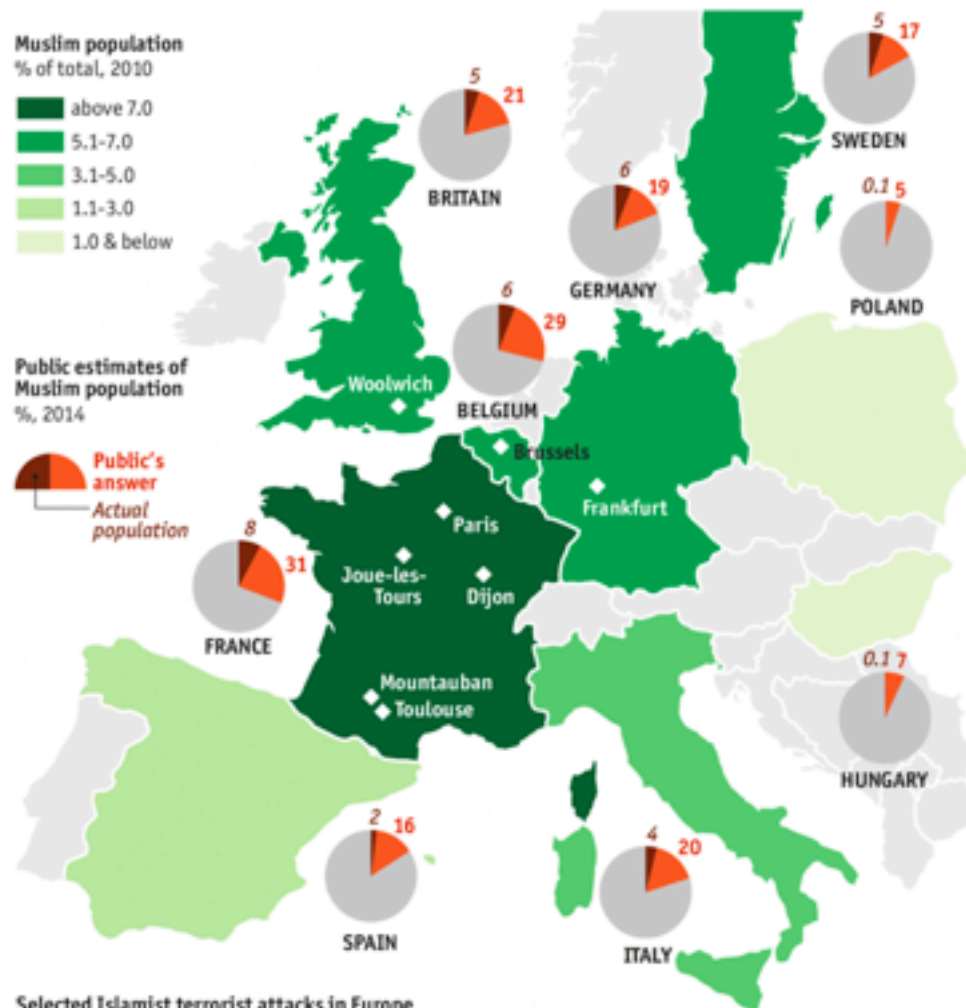 Muslim population
% of total, 2010
above 7.0
5.1-7.0
3.1-5.0
1.1-3.0
1.0 & below
Public estimates of
Muslim population
%, 2014
Public's
answer
Actual
population
5
21
BRITAIN
5
17
SWEDEN
6
19
GERMANY
0.1 5
POLAND
6
29
BELGIUM
Woolwich
Brussels
Frankfurt
Paris
Joue-les-
Tours
Dijon
8
31
FRANCE
Mountauban
Toulouse
0.1 7
HUNGARY
2
16
SPAIN
4
20
ITALY
Selected Islamist terrorist attacks in Europe